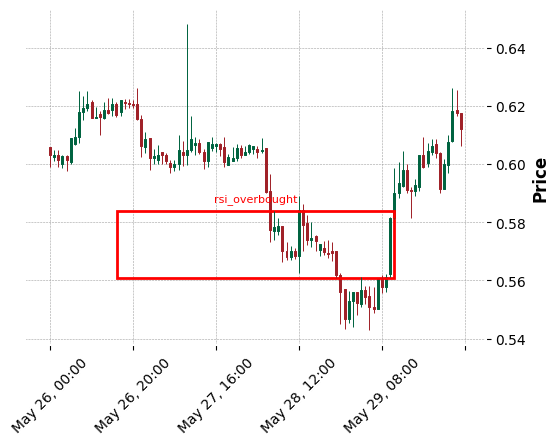 0.64
0.62
0.60
rsi_overbought
0.58
0.56
0.54
Price
May 26, 00:00
May 26, 20:00
May 27, 16:00
May 28, 12:00
May 29, 08:00